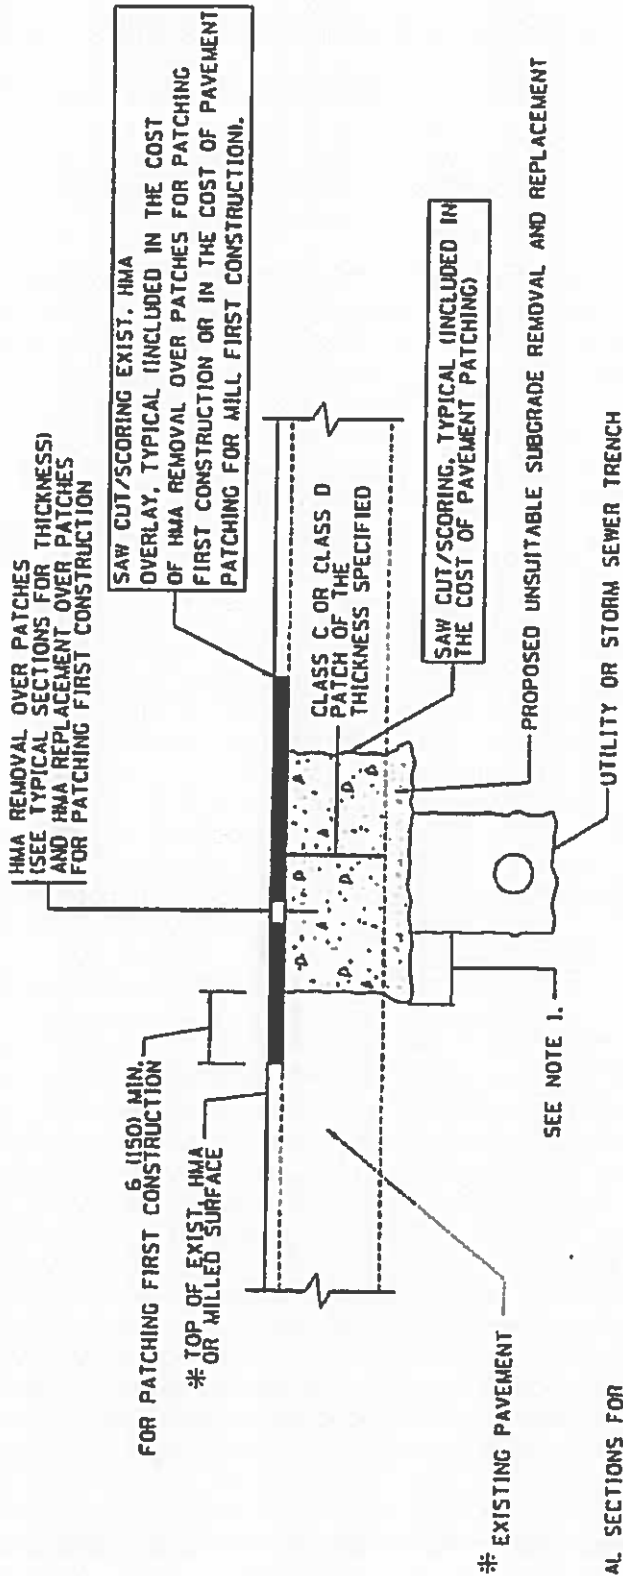 HMA REMOVAL OVER PATCHES
(SEE TYPICAL SECTIONS FOR THICKNESS)
AND HMA REPLACEMENT OVER PATCHES
FOR PATCHING FIRST CONSTRUCTION
SAW CUT/SCORING EXIST. HMA
OVERLAY, TYPICAL (INCLUDED IN THE COST
OF HMA REMOVAL OVER PATCHES FOR PATCHING
FIRST CONSTRUCTION OR IN THE COST OF PAVEMENT
PATCHING FOR MILL FIRST CONSTRUCTION).
6 (150) MIN.
FOR PATCHING FIRST CONSTRUCTION
* TOP OF EXIST. HMA
OR MILLED SURFACE
CLASS C OR CLASS D
PATCH OF THE
THICKNESS SPECIFIED
SAW CUT/SCORING, TYPICAL (INCLUDED IN
THE COST OF PAVEMENT PATCHING)
PROPOSED UNSUITABLE SUBGRADE REMOVAL AND REPLACEMENT
* EXISTING PAVEMENT
SEE NOTE 1.
UTILITY OR STORM SEWER TRENCH
AL SECTIONS FOR